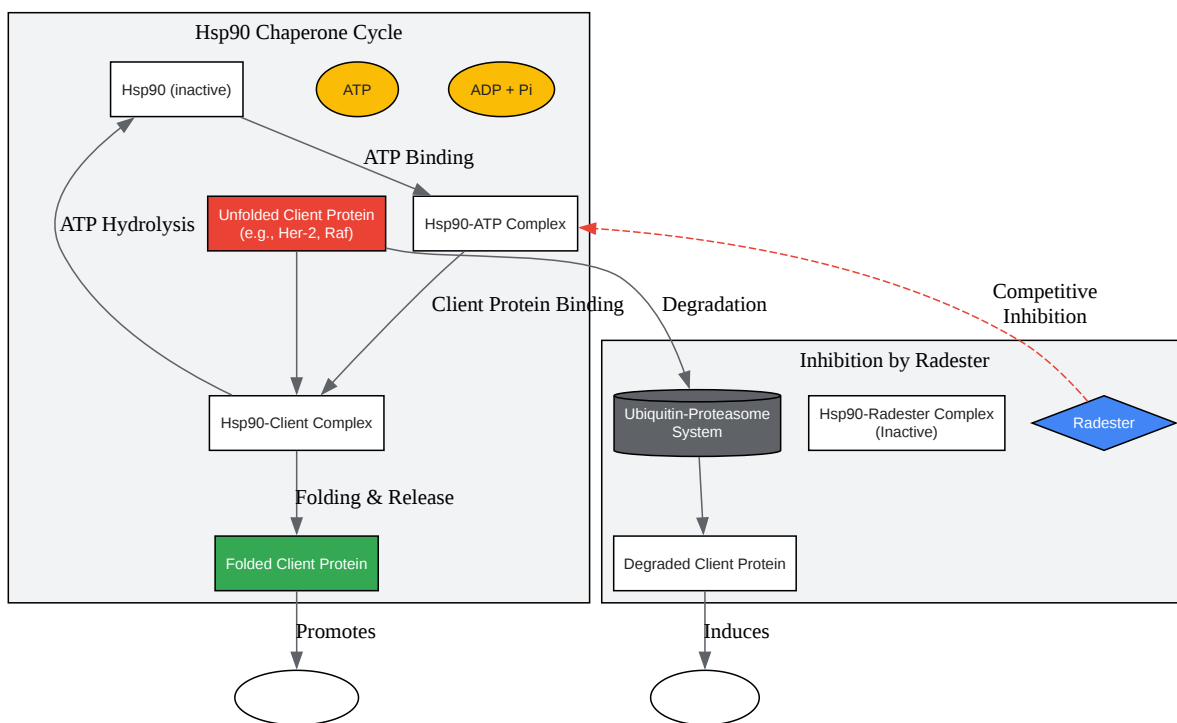 Hsp90 Chaperone Cycle
Hsp90 (inactive)
ATP
ADP + Pi
ATP Binding
ATP Hydrolysis
Unfolded Client Protein
(e.g., Her-2, Raf)
Hsp90-ATP Complex
Client Protein Binding
Degradation
Competitive
Inhibition
Inhibition by Radester
Hsp90-Client Complex
Ubiquitin-Proteasome
System
Hsp90-Radester Complex
(Inactive)
Radester
Folding & Release
Folded Client Protein
Degraded Client Protein
Promotes
Induces